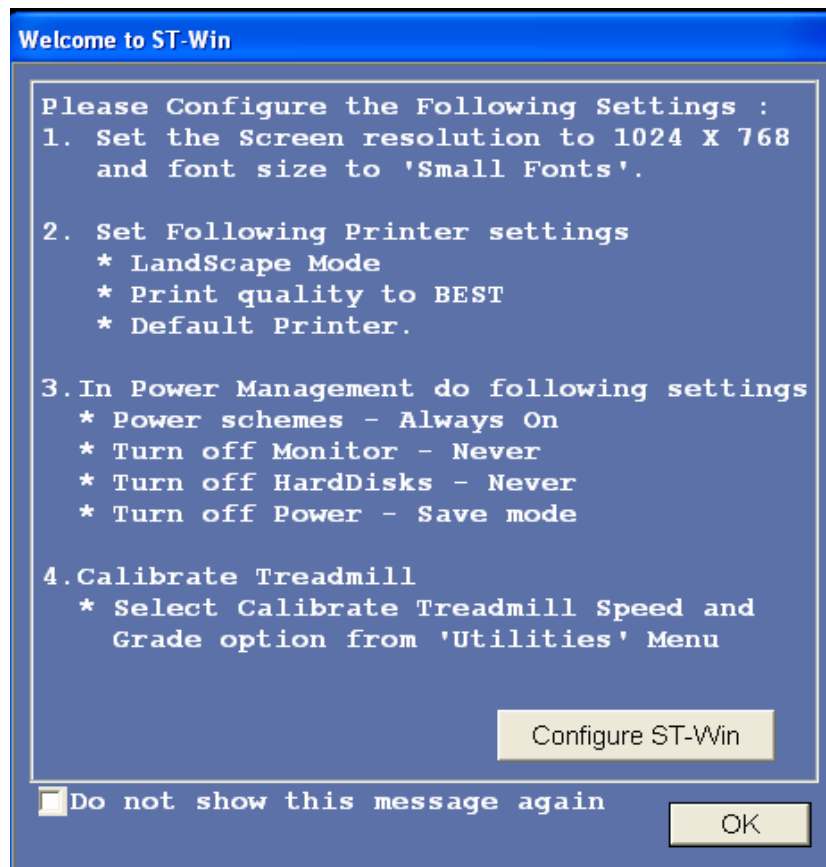 Welcome to ST-Win
Please Configure the Following Settings :
1. Set the Screen resolution to 1024 X 768
and font size to 'Small Fonts'.
2. Set Following Printer settings
* LandScape Mode
* Print quality to BEST
* Default Printer.
3.In Power Management do following settings
* Power schemes - Always On
* Turn off Monitor - Never
* Turn off HardDisks - Never
* Turn off Power - Save mode
4.Calibrate Treadmill
* Select Calibrate Treadmill Speed and
Grade option from 'Utilities' Menu
Configure ST-Win
Do not show this message again
OK